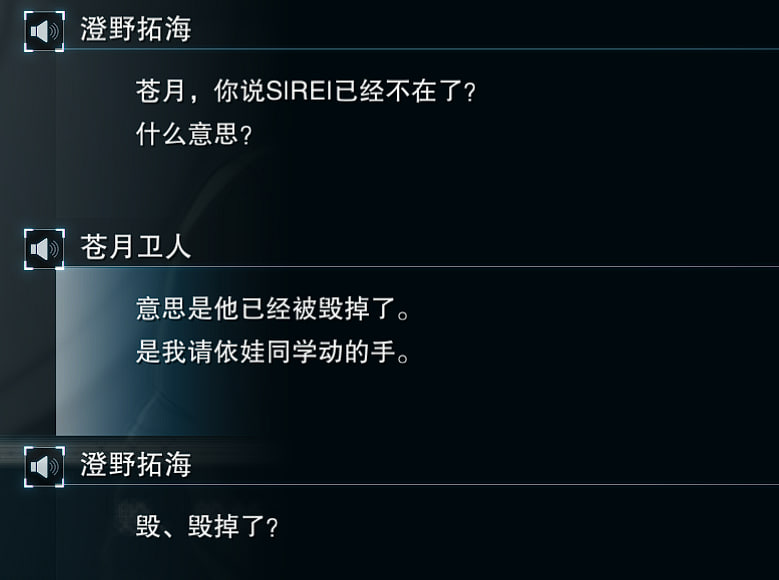 澄野拓海
苍月，你说SIREI已经不在了？
什么意思？
苍月卫人
意思是他已经被毁掉了。
是我请依娃同学动的手。
澄野拓海
毁、毁掉了？